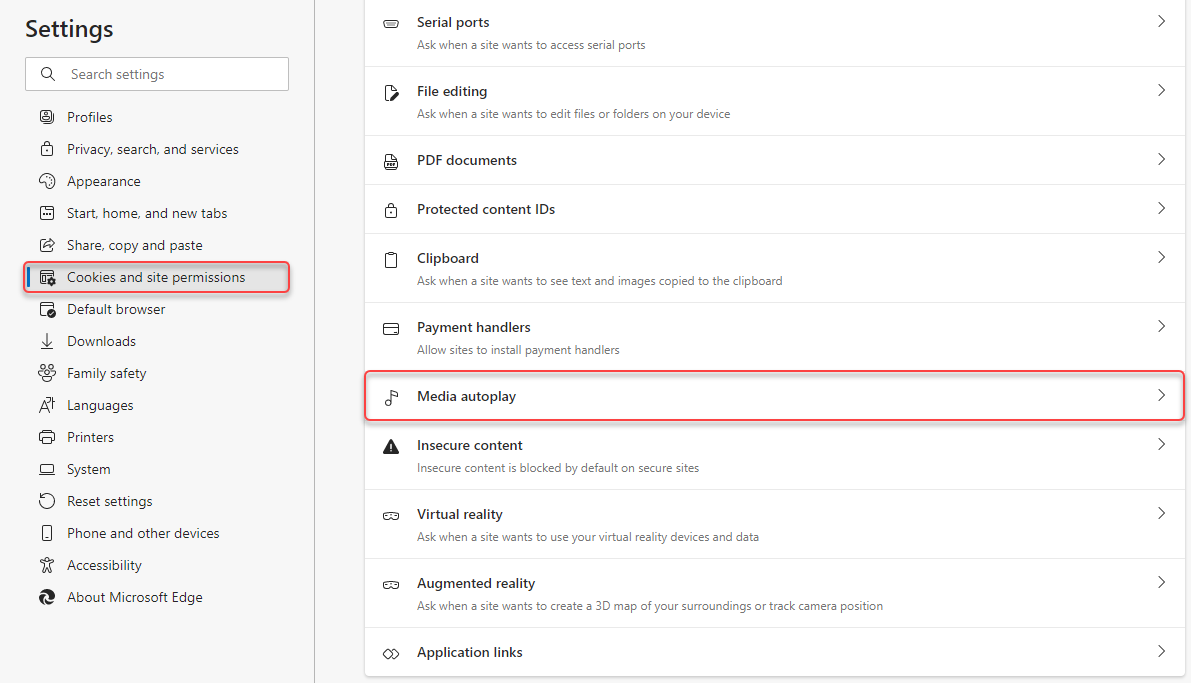 Settings
Search settings
Profiles
Privacy, search, and services
Appearance
Start, home, and new tabs
Share, copy and paste
Cookies and site permissions
Default browser
Downloads
Family safety
Languages
Printers
System
Reset settings
Phone and other devices
Accessibility
About Microsoft Edge
Serial ports
Ask when a site wants to access serial ports
File editing
Ask when a site wants to edit files or folders on your device
PDF documents
Protected content IDs
Clipboard
Ask when a site wants to see text and images copied to the clipboard
Payment handlers
Allow sites to install payment handlers
Media autoplay
Insecure content
Insecure content is blocked by default on secure sites
Virtual reality
Ask when a site wants to use your virtual reality devices and data
Augmented reality
Ask when a site wants to create a 3D map of your surroundings or track camera position
Application links